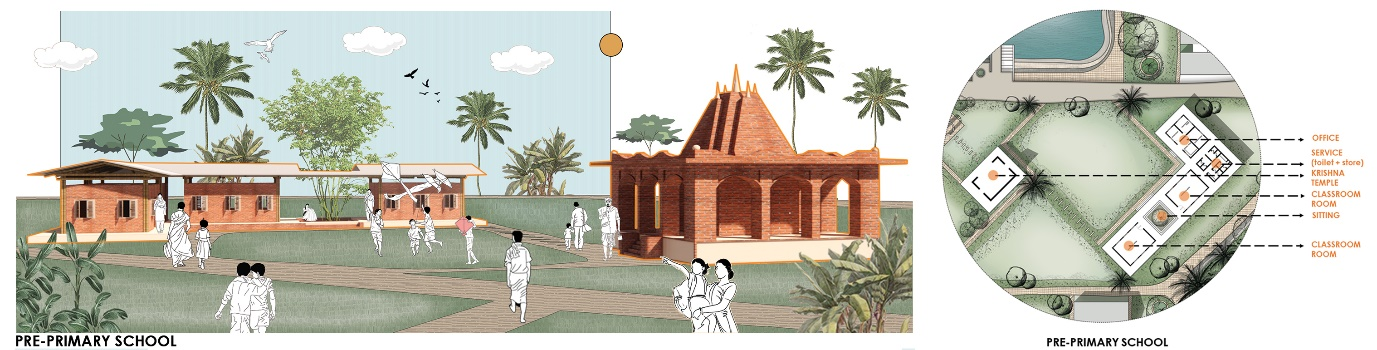 PRE-PRIMARY SCHOOL
OFFICE
SERVICE
(toilet + store)
KRISHNA
TEMPLE
CLASSROOM
ROOM
SITTING
CLASSROOM
ROOM
PRE-PRIMARY SCHOOL